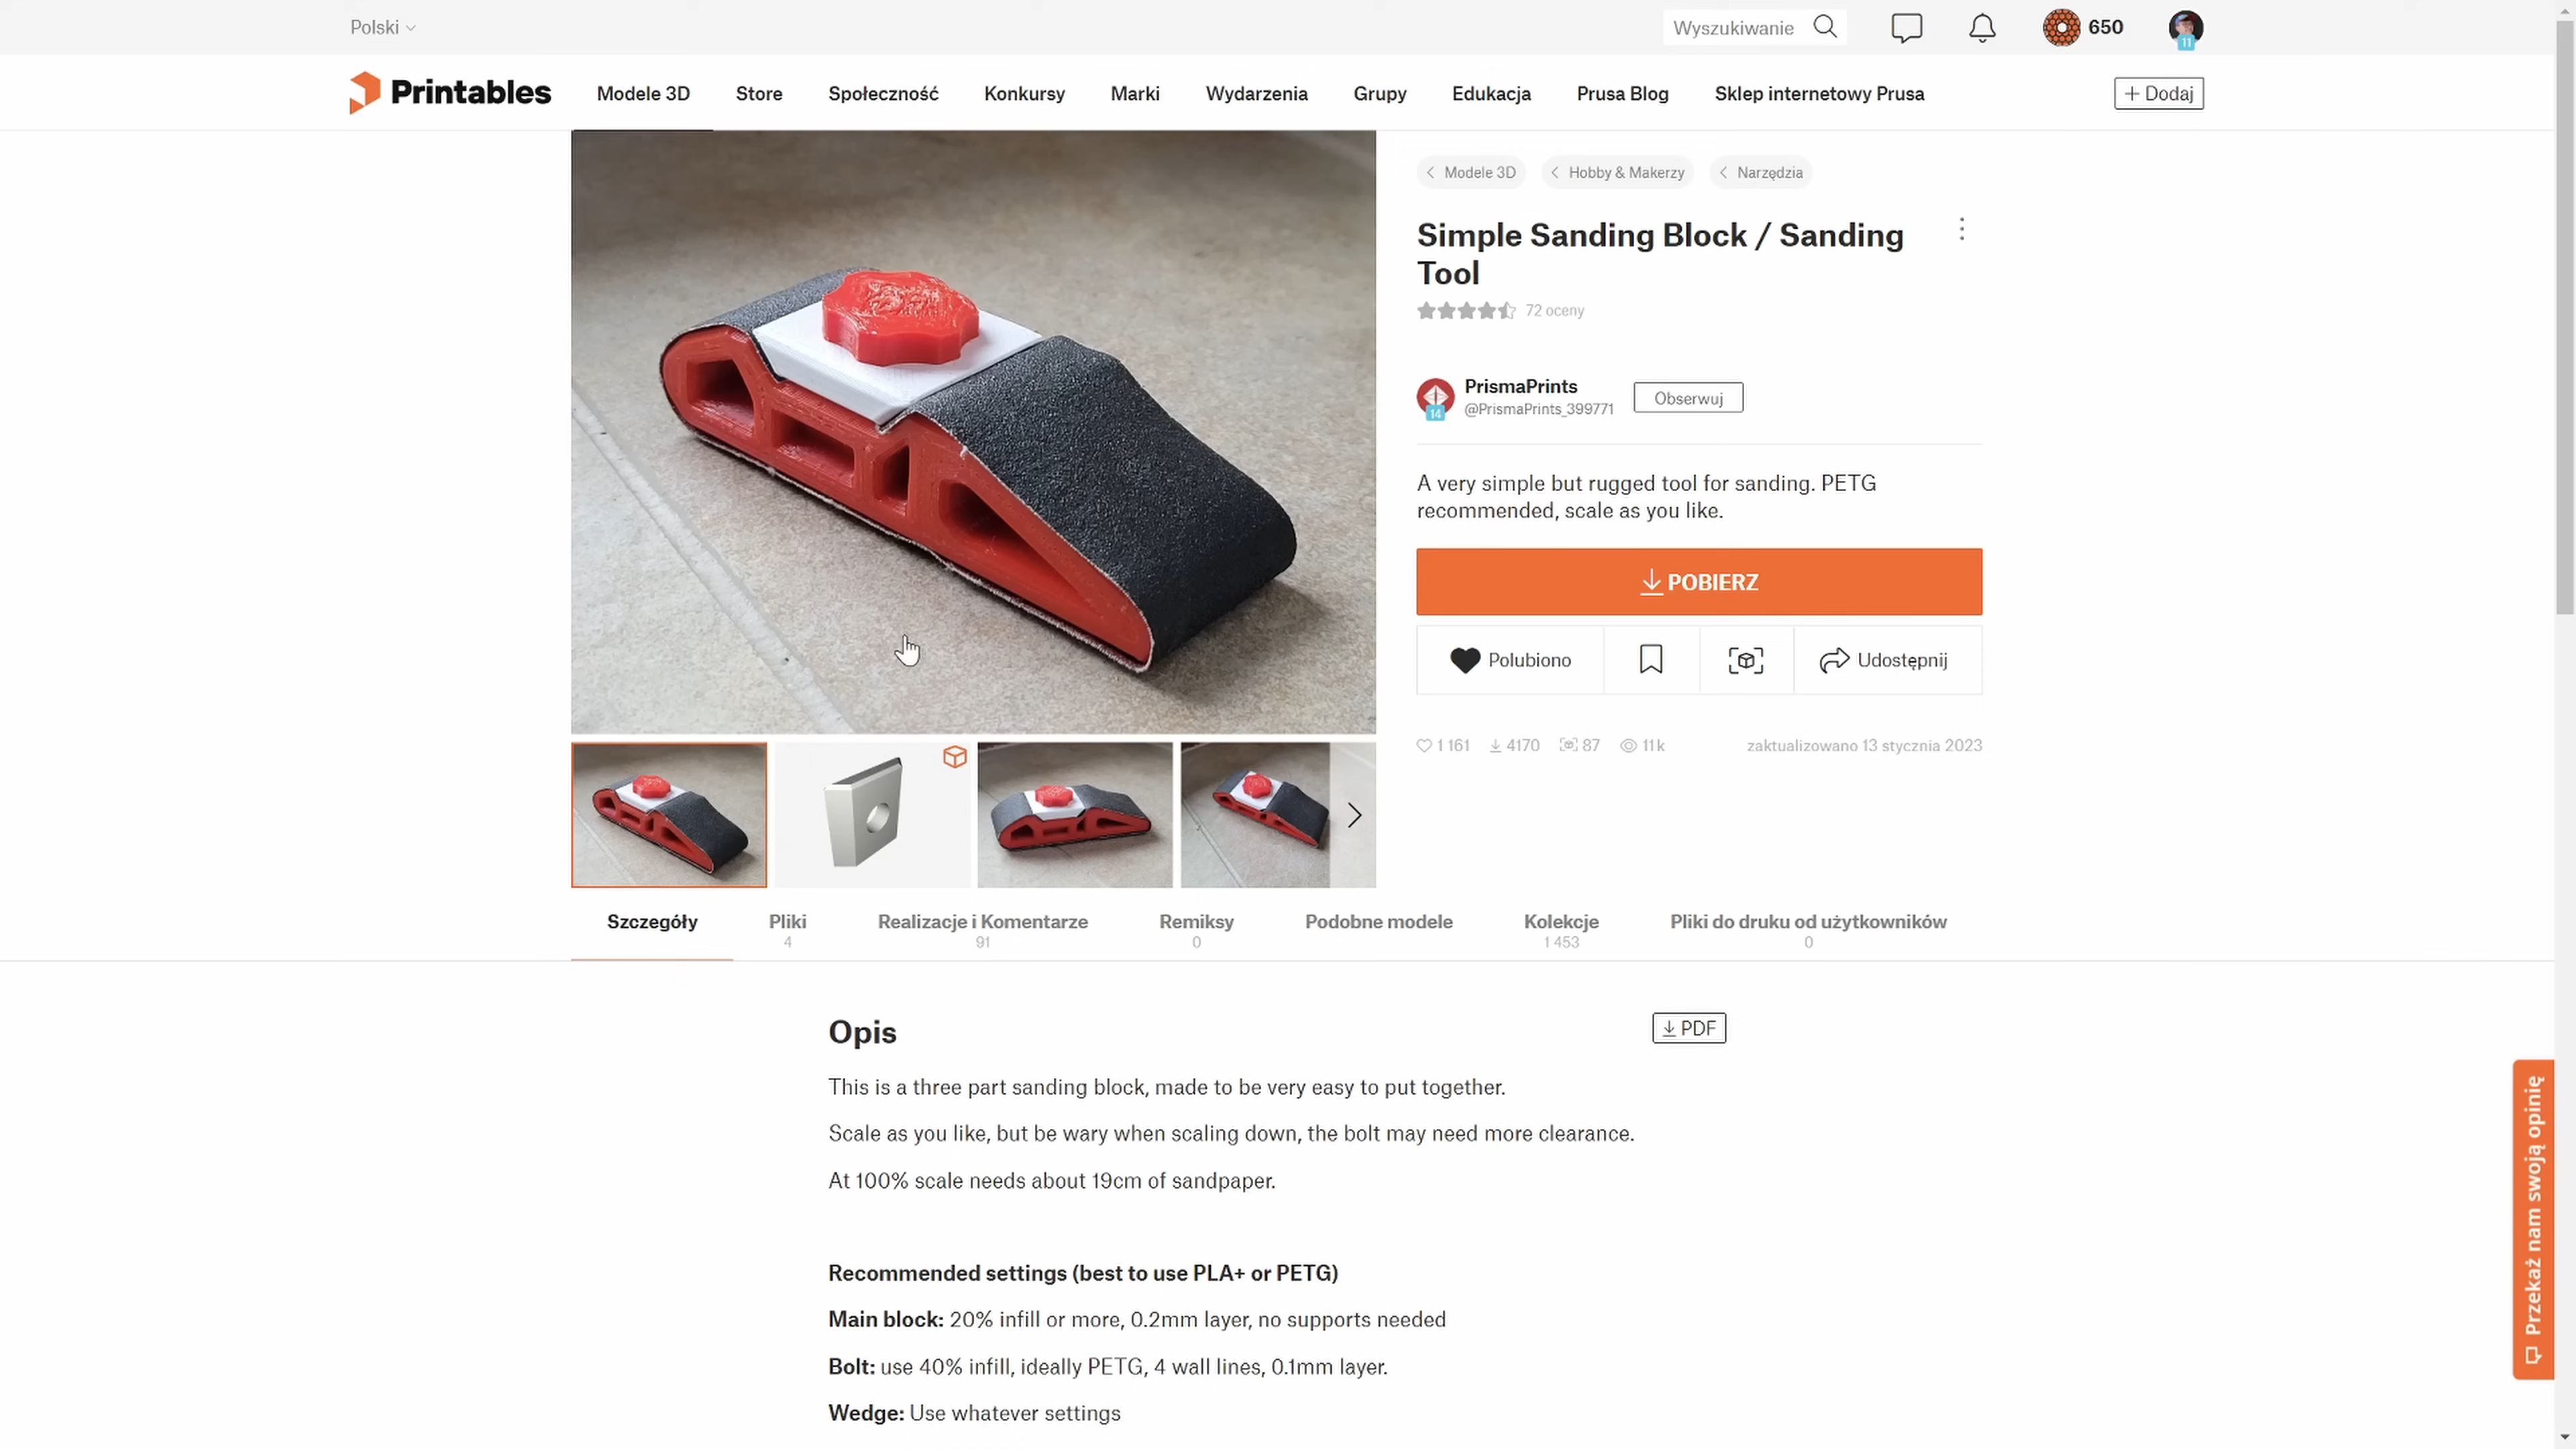 Polski
Wyszukiwanie
650
11
Printables
Modele 3D
Store
Społeczność
Konkursy
Marki
Wydarzenia
Grupy
Edukacja
Prusa Blog
Sklep internetowy Prusa
+ Dodaj
Modele 3D
Hobby & Makerzy
Narzędzia
Simple Sanding Block / Sanding
Tool
72 oceny
PrismaPrints
@PrismaPrints_399771
14
Obserwuj
A very simple but rugged tool for sanding. PETG
recommended, scale as you like.
POBIERZ
Polubiono
Udostępnij
1 161
4170
87
11k
zaktualizowano 13 stycznia 2023
Szczegóły
Pliki
4
Realizacje i Komentarze
91
Remiksy
0
Podobne modele
Kolekcje
1 453
Pliki do druku od użytkowników
0
Opis
PDF
This is a three part sanding block, made to be very easy to put together.
Scale as you like, but be wary when scaling down, the bolt may need more clearance.
At 100% scale needs about 19cm of sandpaper.
Recommended settings (best to use PLA+ or PETG)
Main block: 20% infill or more, 0.2mm layer, no supports needed
Bolt: use 40% infill, ideally PETG, 4 wall lines, 0.1mm layer.
Wedge: Use whatever settings
Przekaż nam swoją opinię